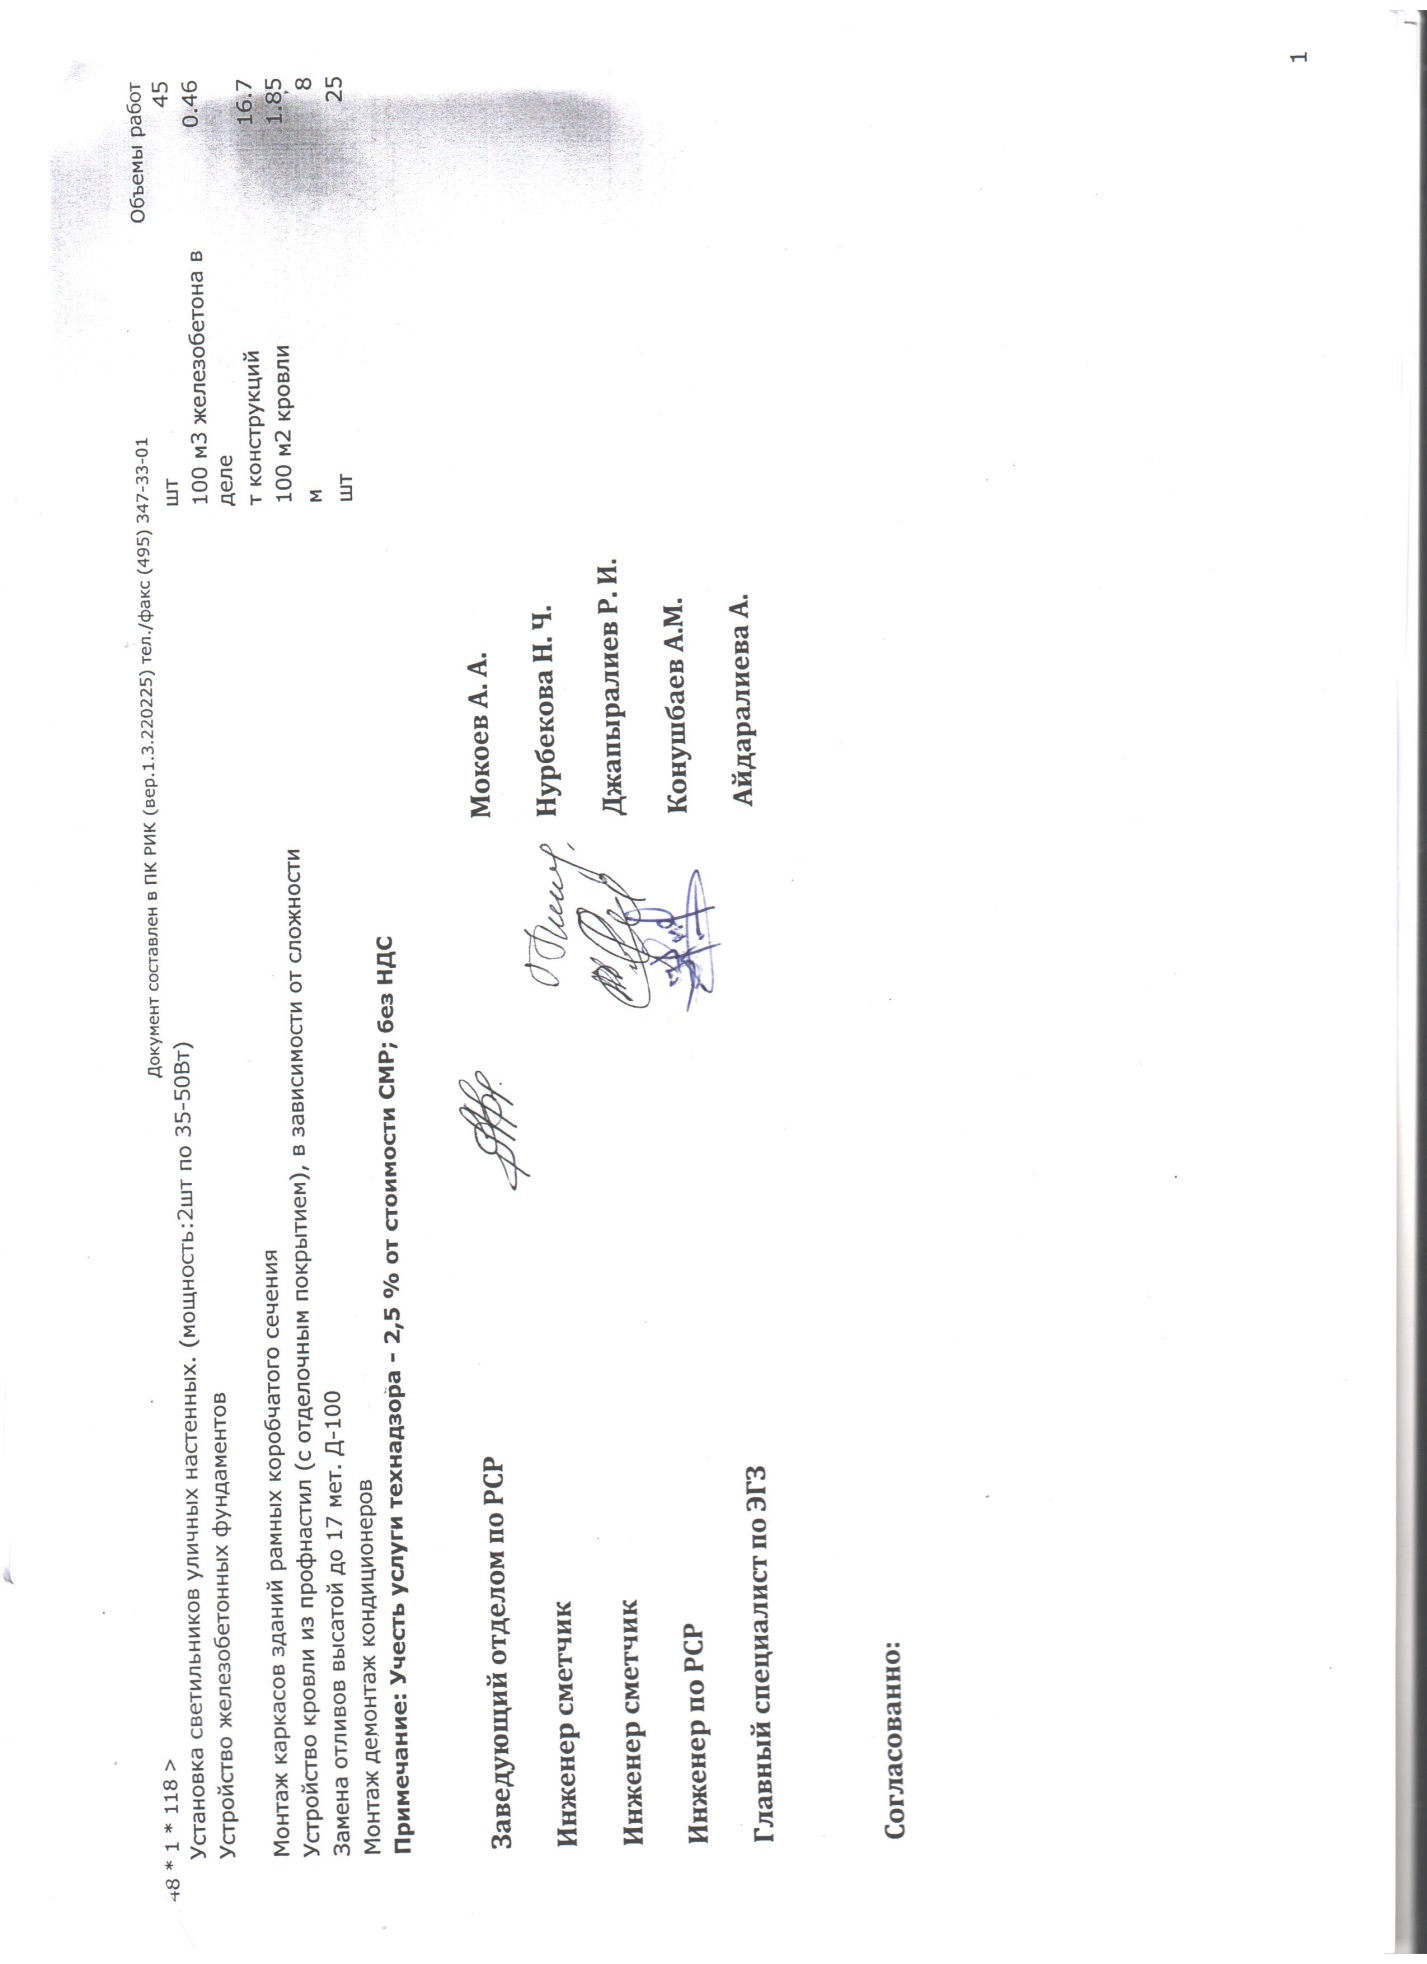 Документ составлен в ПК РИК (вер.1.3.220225) тел./факс (495) 347-33-01
48 * 1 * 118 > Объемы работ
Установка светильников уличных настенных. (мощность:2шт по 35-50Вт) шт 45
Устройство железобетонных фундаментов 100 м3 железобетона в 0.46
деле
Монтаж каркасов зданий рамных коробчатого сечения т конструкций 16.7
Устройство кровли из профнастил (с отделочным покрытием), в зависимости от сложности 100 м2 кровли 1.85
Замена отливов высатой до 17 мет. Д-100 м 8
Монтаж демонтаж кондиционеров шт 25
Примечание: Учесть услуги технадзора – 2,5 % от стоимости СМР; без НДС
Заведующий отделом по РСР Мокоев А. А.
Инженер сметчик Нурбекова Н. Ч.
Инженер сметчик Джапыралиев Р. И.
Инженер по РСР Конушбаев А.М.
Главный специалист по ЭГЗ Айдаралиева А.
Согласованно:
1